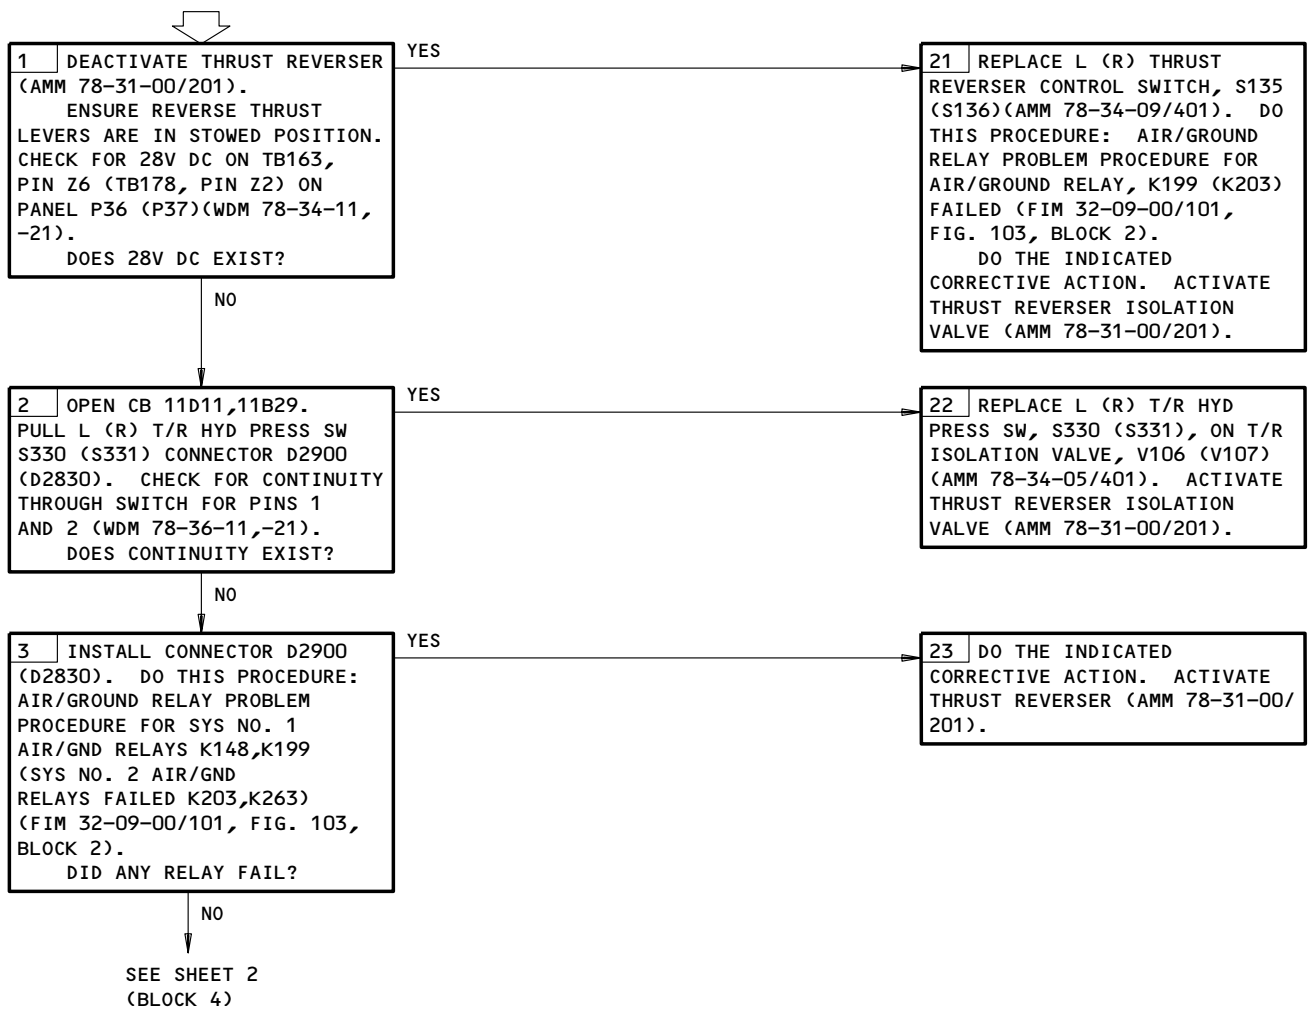 1 DEACTIVATE THRUST REVERSER
(AMM 78-31-00/201).
ENSURE REVERSE THRUST
LEVERS ARE IN STOWED POSITION.
CHECK FOR 28V DC ON TB163,
PIN Z6 (TB178, PIN Z2) ON
PANEL P36 (P37)(WDM 78-34-11,
-21).
DOES 28V DC EXIST?
YES
21 REPLACE L (R) THRUST
REVERSER CONTROL SWITCH, S135
(S136)(AMM 78-34-09/401). DO
THIS PROCEDURE: AIR/GROUND
RELAY PROBLEM PROCEDURE FOR
AIR/GROUND RELAY, K199 (K203)
FAILED (FIM 32-09-00/101,
FIG. 103, BLOCK 2).
DO THE INDICATED
CORRECTIVE ACTION. ACTIVATE
THRUST REVERSER ISOLATION
VALVE (AMM 78-31-00/201).
NO
2 OPEN CB 11D11,11B29.
PULL L (R) T/R HYD PRESS SW
S330 (S331) CONNECTOR D2900
(D2830). CHECK FOR CONTINUITY
THROUGH SWITCH FOR PINS 1
AND 2 (WDM 78-36-11,-21).
DOES CONTINUITY EXIST?
YES
22 REPLACE L (R) T/R HYD
PRESS SW, S330 (S331), ON T/R
ISOLATION VALVE, V106 (V107)
(AMM 78-34-05/401). ACTIVATE
THRUST REVERSER ISOLATION
VALVE (AMM 78-31-00/201).
NO
3 INSTALL CONNECTOR D2900
(D2830). DO THIS PROCEDURE:
AIR/GROUND RELAY PROBLEM
PROCEDURE FOR SYS NO. 1
AIR/GND RELAYS K148,K199
(SYS NO. 2 AIR/GND
RELAYS FAILED K203,K263)
(FIM 32-09-00/101, FIG. 103,
BLOCK 2).
DID ANY RELAY FAIL?
YES
23 DO THE INDICATED
CORRECTIVE ACTION. ACTIVATE
THRUST REVERSER (AMM 78-31-00/
201).
NO
SEE SHEET 2
(BLOCK 4)